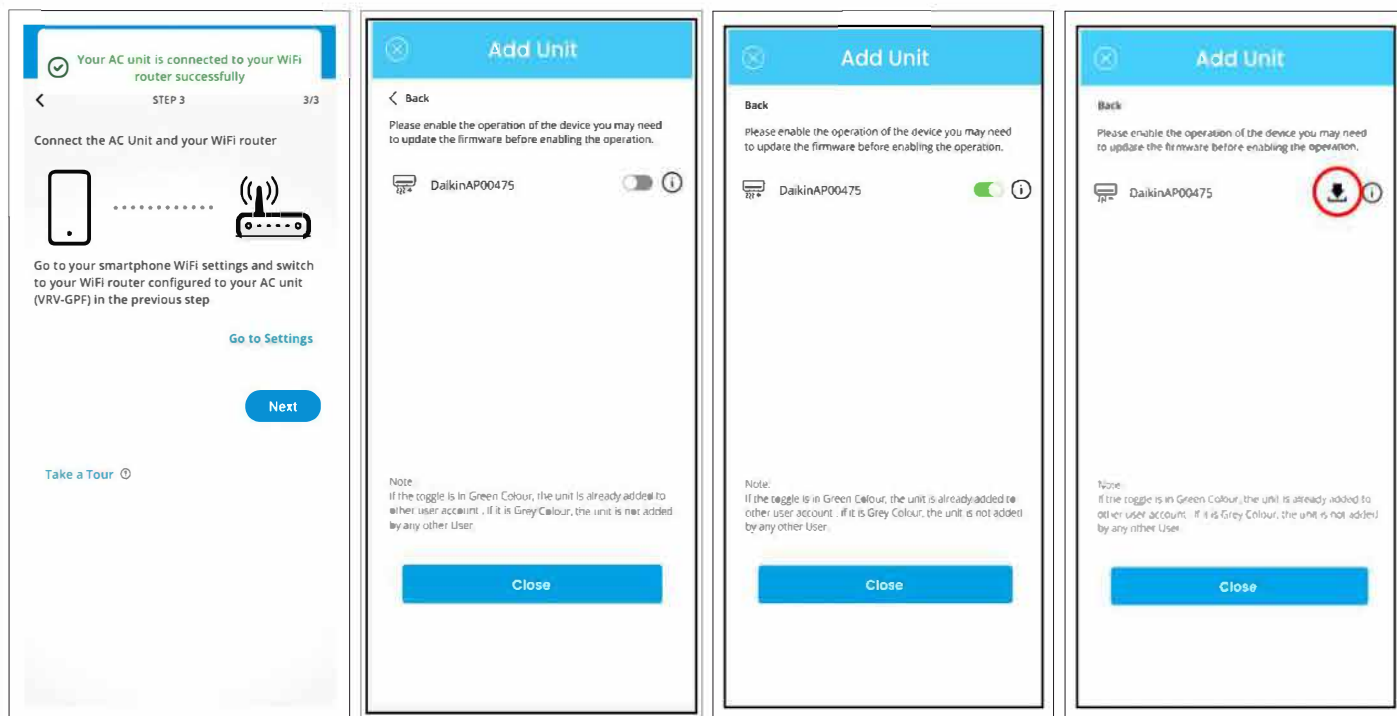 Your AC unit is connected to your WiFi
router successfully
STEP 3
3/3
Connect the AC Unit and your WiFi router
Go to your smartphone WiFi settings and switch
to your WiFi router configured to your AC unit
(VRV-GPF) in the previous step
Go to Settings
Next
Take a Tour
Add Unit
Back
Please enable the operation of the device you may need
to update the firmware before enabling the operation.
DaikinAP00475
Note
If the toggle is in Green Colour, the unit is already added to
other user account . If it is Grey Colour, the unit is not added
by any other User
Close
Add Unit
Back
Please enable the operation of the device you may need
to update the firmware before enabling the operation.
DaikinAP00475
Note:
If the toggle is in Green Colour, the unit is already added to
other user account . if it is Grey Colour, the unit is not added
by any other User
Close
Add Unit
Back
Please enable the operation of the device you may need
to update the firmware before enabling the operation.
DaikinAP00475
Note
If the toggle is in Green Colour, the unit is already added to
other user account . If it is Grey Colour, the unit is not added
by any other User
Close